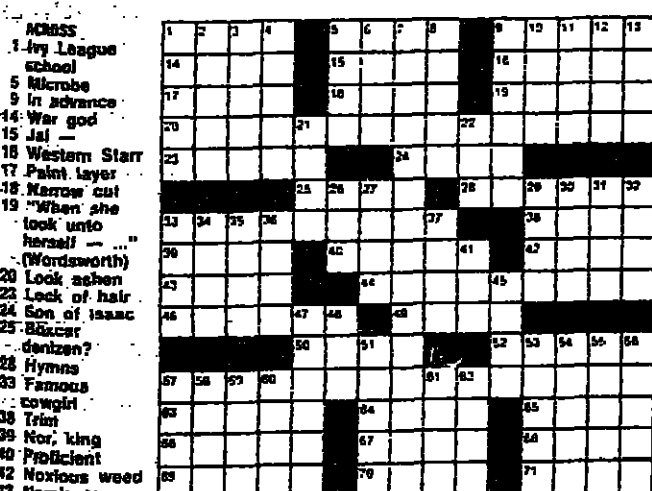 ACROSS
1 Ivy League
school
5 Microbe
9 In advance
14 War god
15 Jai —
16 Western Starr
17 Paint layer
18 Narrow cut
19 "When she
took unto
herself — ..."
(Wordsworth)
20 Look ashen
23 Lock of hair
24 Son of Isaac
25 Boxcar
denizen?
28 Hymns
33 Famous
cowgirl
38 Trim
39 Nor. king
40 Proficient
42 Noxious weed
1 2 3 4 5 6 7 8 9 10 11 12 13
14 15 16
17 18 19
20 21 22
23 24
25 26 27 28 29 30 31 32
33 34 35 36 37 38
39 40 41 42
43 44 45
46 47 48 49
50 51 52 53 54 55 56
57 58 59 60 61 62
63 64 65
66 67 68
69 70 71